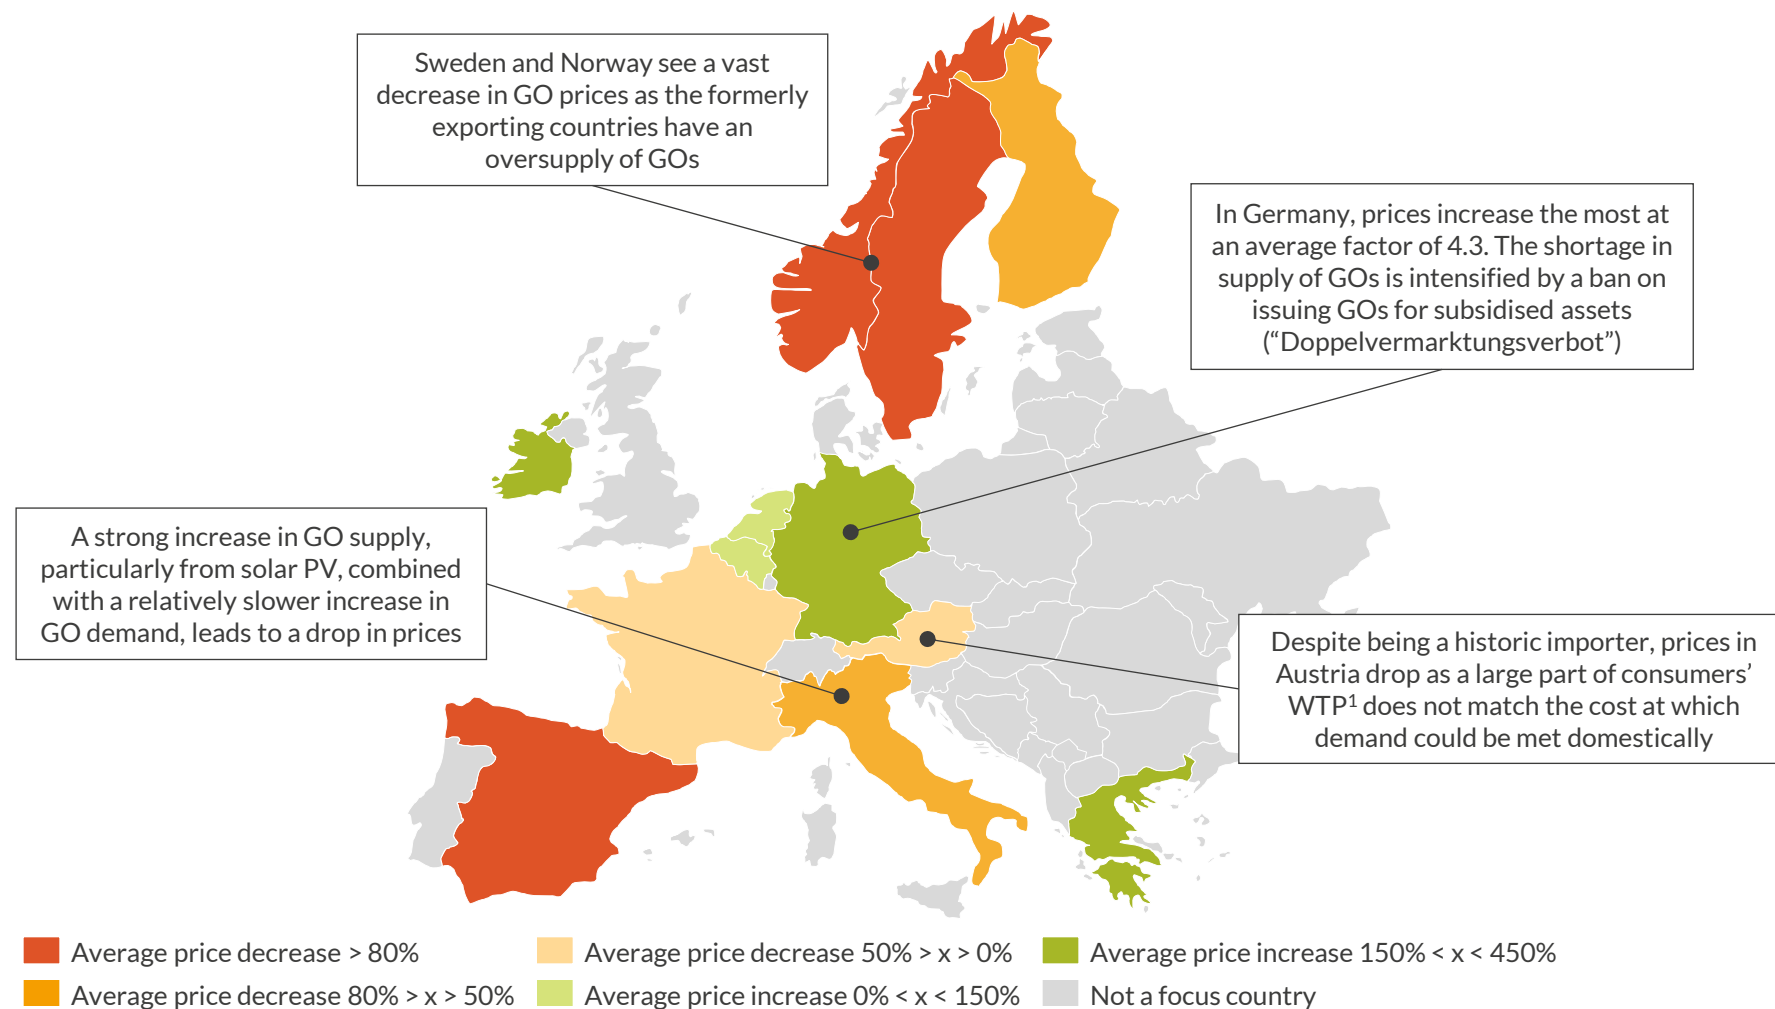 Sweden and Norway see a vast
decrease in GO prices as the formerly
exporting countries have an
oversupply of GOs
In Germany, prices increase the most at
an average factor of 4.3. The shortage in
supply of GOs is intensified by a ban on
issuing GOs for subsidised assets
(“Doppelvermarktungsverbot”)
A strong increase in GO supply,
particularly from solar PV, combined
with a relatively slower increase in
GO demand, leads to a drop in prices
Despite being a historic importer, prices in
Austria drop as a large part of consumers’
WTP¹ does not match the cost at which
demand could be met domestically
Average price decrease > 80%
Average price decrease 50% > x > 0%
Average price increase 150% < x < 450%
Average price decrease 80% > x > 50%
Average price increase 0% < x < 150%
Not a focus country